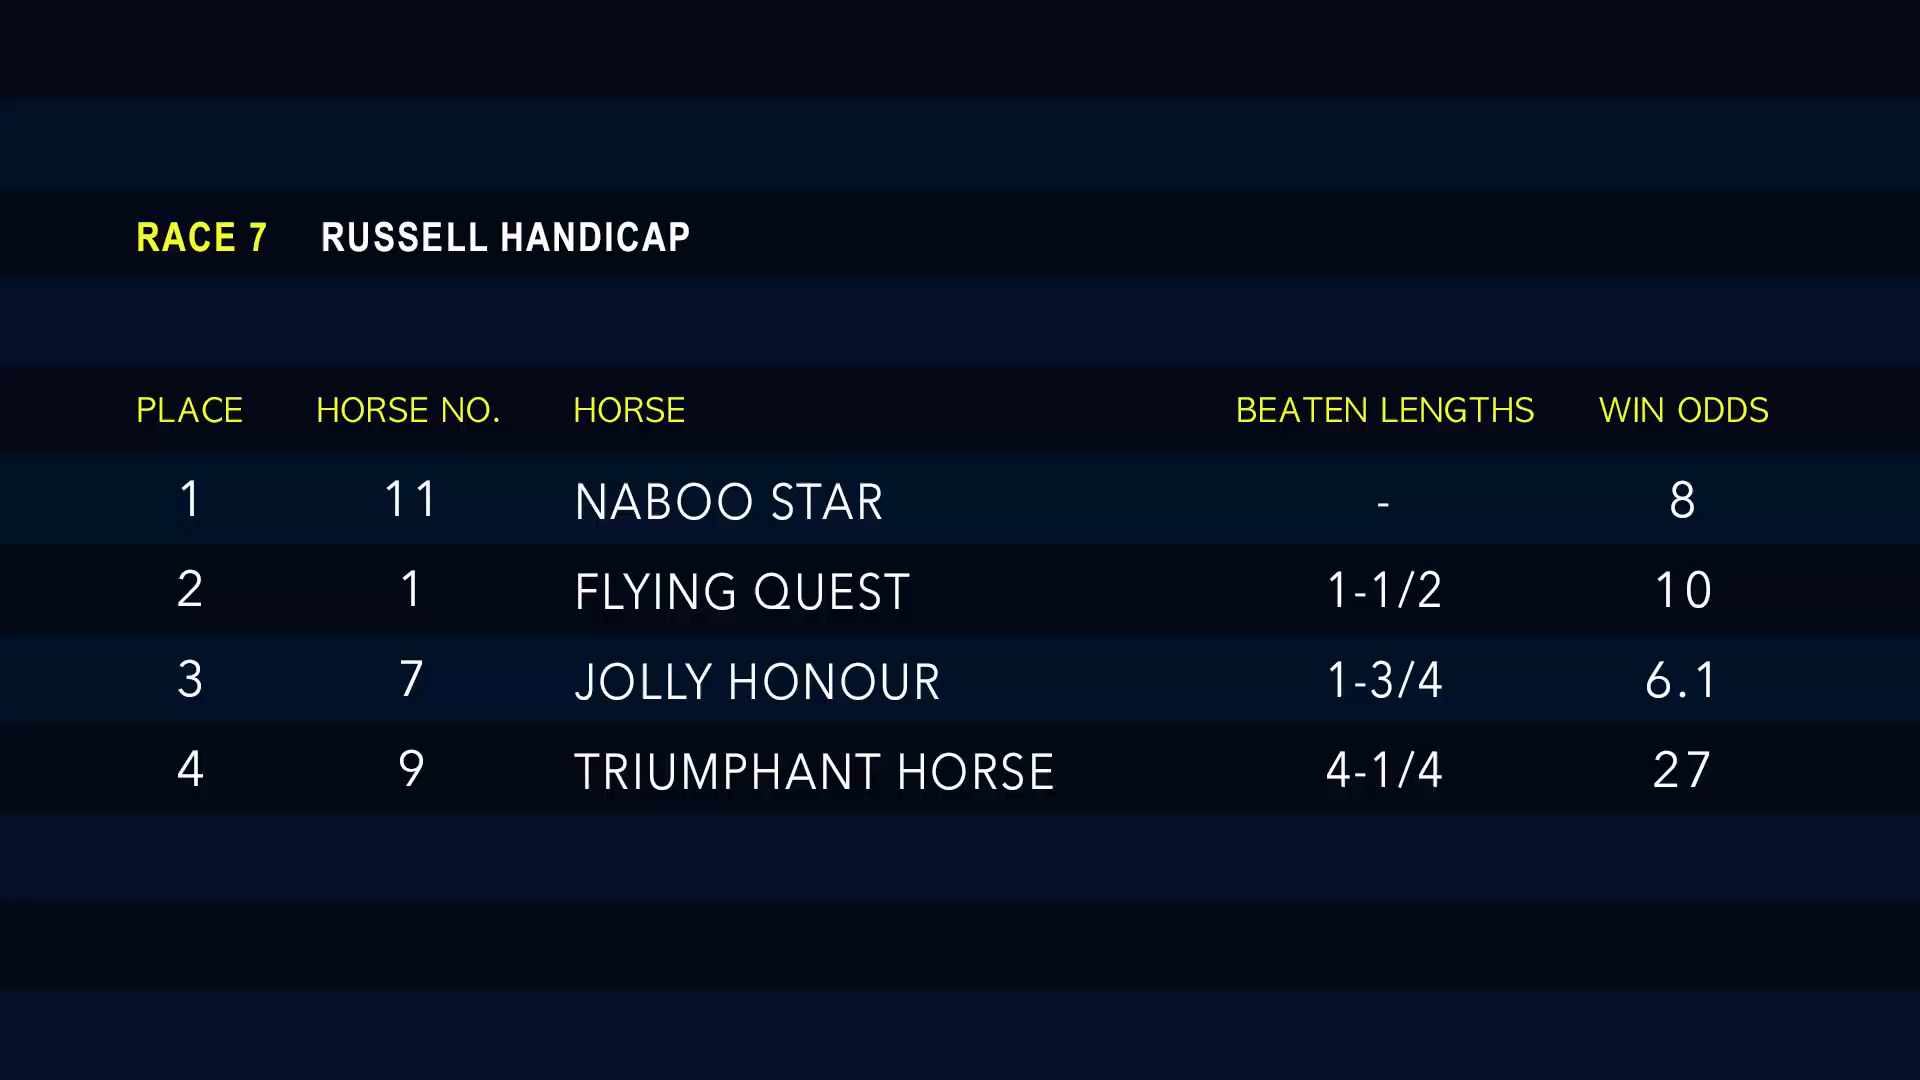 RACE 7 RUSSELL HANDICAP
PLACE HORSE NO. HORSE BEATEN LENGTHS WIN ODDS
1 11 NABOO STAR - 8
2 1 FLYING QUEST 1-1/2 10
3 7 JOLLY HONOUR 1-3/4 6.1
4 9 TRIUMPHANT HORSE 4-1/4 27